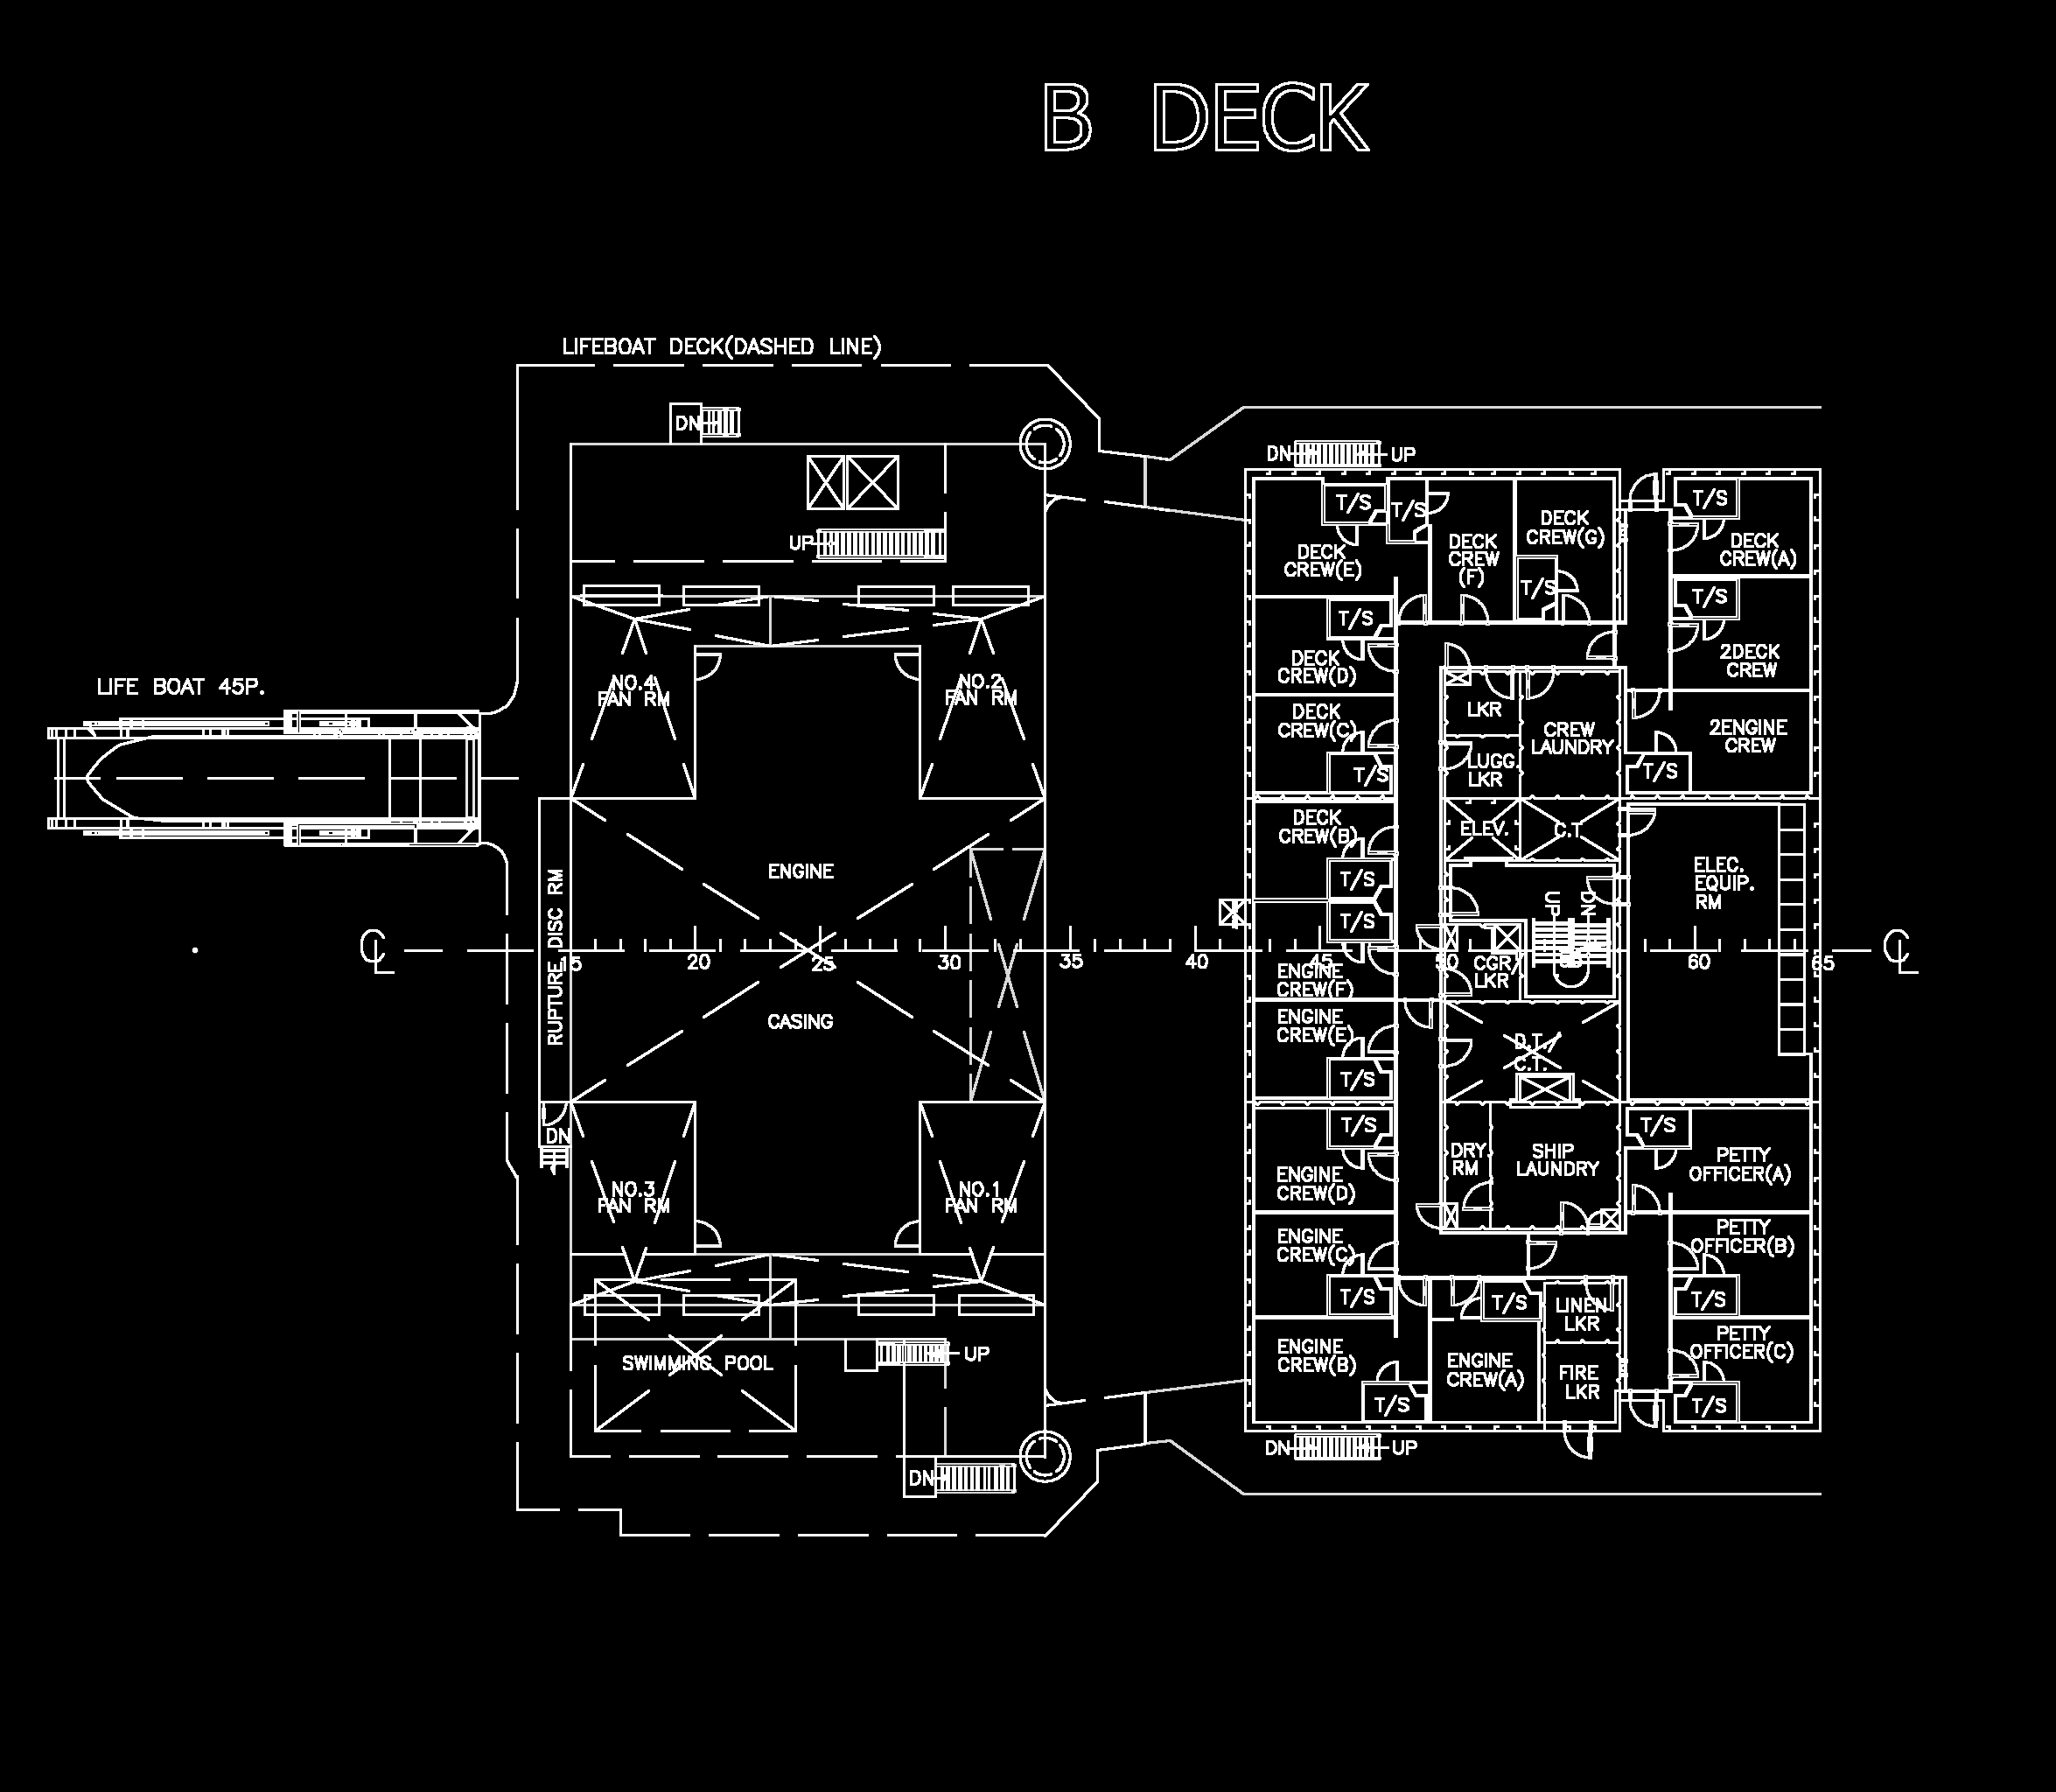 B DECK
LIFEBOAT DECK(DASHED LINE)
DN
UP
LIFE BOAT 45P.
NO.4
FAN RM
NO.2
FAN RM
ENGINE
CASING
RUPTURE DISC RM
DN
NO.3
FAN RM
NO.1
FAN RM
SWIMMING POOL
UP
DN
CL
15
20
25
30
35
40
45
50
55
60
65
CL
DN
UP
T/S
T/S
T/S
DECK
CREW(E)
DECK
CREW
(F)
DECK
CREW(G)
T/S
DECK
CREW(A)
T/S
T/S
DECK
CREW(D)
2DECK
CREW
T/S
DECK
CREW(C)
T/S
LKR
CREW
LAUNDRY
LUGG.
LKR
2ENGINE
CREW
T/S
DECK
CREW(B)
T/S
ELEV.
C.T
ELEC.
EQUIP.
RM
UP
DN
T/S
ENGINE
CREW(F)
CGR/
LKR
ENGINE
CREW(E)
T/S
D.T./
C.T.
T/S
ENGINE
CREW(D)
DRY.
RM
SHIP
LAUNDRY
T/S
PETTY
OFFICER(A)
ENGINE
CREW(C)
T/S
PETTY
OFFICER(B)
T/S
T/S
LINEN
LKR
ENGINE
CREW(B)
T/S
ENGINE
CREW(A)
FIRE
LKR
PETTY
OFFICER(C)
T/S
DN
UP